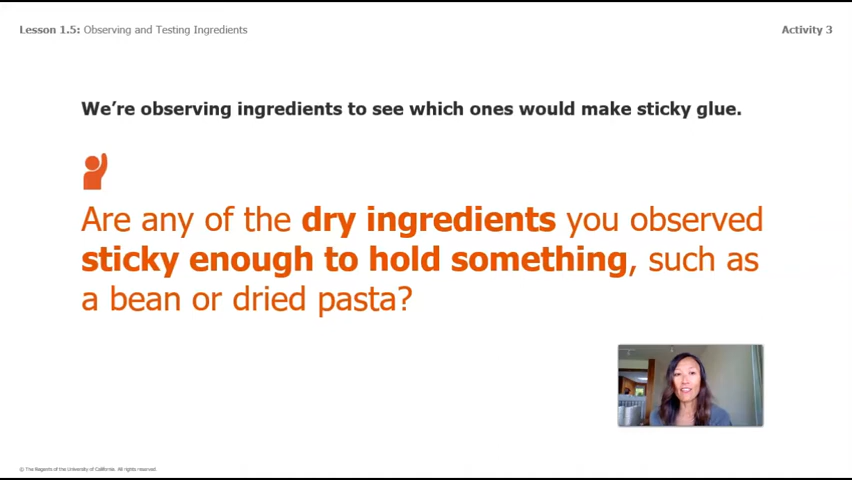 Lesson 1.5: Observing and Testing Ingredients
Activity 3
We’re observing ingredients to see which ones would make sticky glue.
Are any of the dry ingredients you observed
sticky enough to hold something, such as
a bean or dried pasta?
© The Regents of the University of California. All rights reserved.